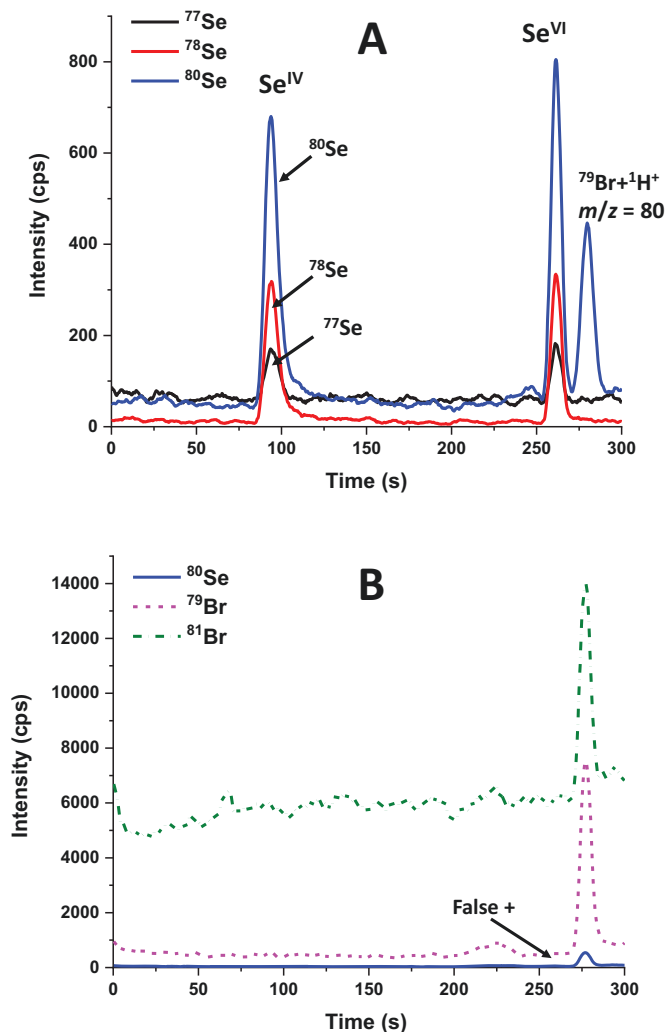 A
⁷⁷Se
⁷⁸Se
⁸⁰Se
Se^IV
Se^VI
⁸⁰Se
⁷⁸Se
⁷⁷Se
⁷⁹Br+¹H⁺
m/z = 80
800
600
400
200
0
Intensity (cps)
0 50 100 150 200 250 300
Time (s)
B
⁸⁰Se
⁷⁹Br
⁸¹Br
14000
12000
10000
8000
6000
4000
2000
0
Intensity (cps)
False +
0 50 100 150 200 250 300
Time (s)